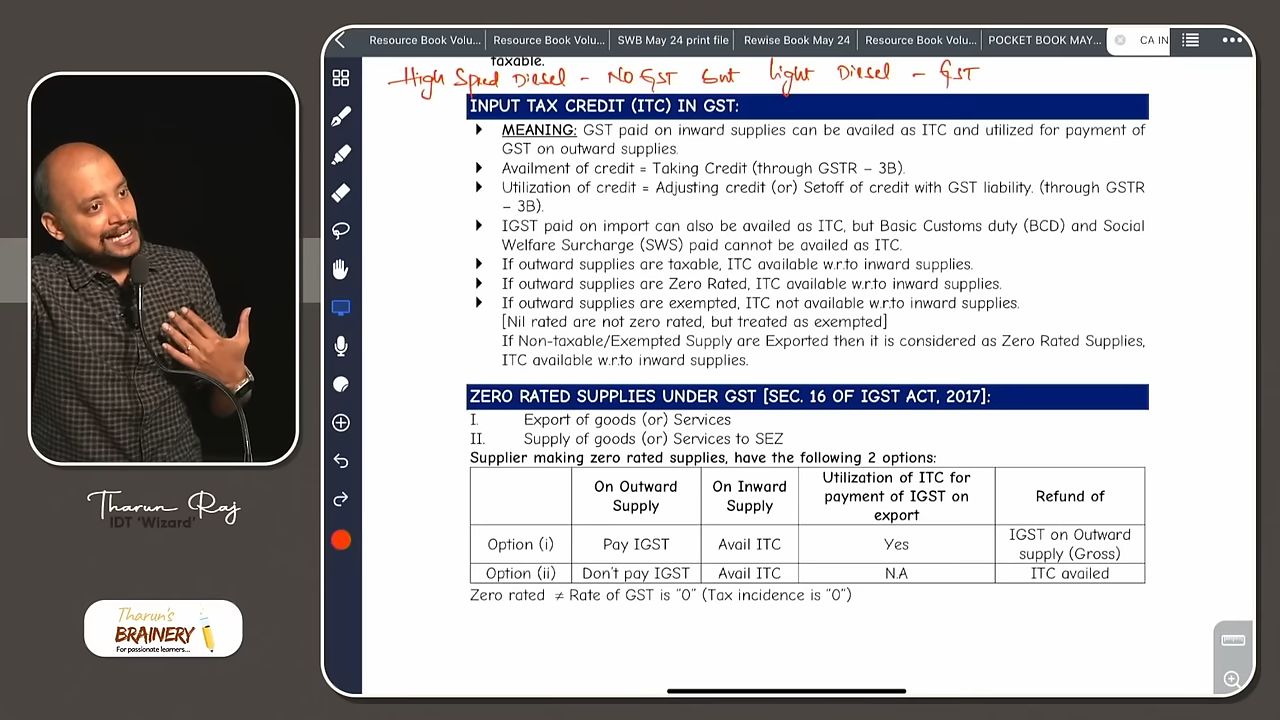 Resource Book Volu...
Resource Book Volu...
SWB May 24 print file
Rewise Book May 24
Resource Book Volu...
POCKET BOOK MAY...
CA IN
taxable.
High Speed Diesel - NO GST but Light Diesel - GST
INPUT TAX CREDIT (ITC) IN GST:
MEANING: GST paid on inward supplies can be availed as ITC and utilized for payment of
GST on outward supplies.
Availment of credit = Taking Credit (through GSTR – 3B).
Utilization of credit = Adjusting credit (or) Setoff of credit with GST liability. (through GSTR
– 3B).
IGST paid on import can also be availed as ITC, but Basic Customs duty (BCD) and Social
Welfare Surcharge (SWS) paid cannot be availed as ITC.
If outward supplies are taxable, ITC available w.r.to inward supplies.
If outward supplies are Zero Rated, ITC available w.r.to inward supplies.
If outward supplies are exempted, ITC not available w.r.to inward supplies.
[Nil rated are not zero rated, but treated as exempted]
If Non-taxable/Exempted Supply are Exported then it is considered as Zero Rated Supplies,
ITC available w.r.to inward supplies.
ZERO RATED SUPPLIES UNDER GST [SEC. 16 OF IGST ACT, 2017]:
I. Export of goods (or) Services
II. Supply of goods (or) Services to SEZ
Supplier making zero rated supplies, have the following 2 options:
On Outward
Supply
On Inward
Supply
Utilization of ITC for
payment of IGST on
export
Refund of
Option (i) Pay IGST Avail ITC Yes IGST on Outward
supply (Gross)
Option (ii) Don't pay IGST Avail ITC N.A ITC availed
Zero rated ≠ Rate of GST is "0" (Tax incidence is "0")
Tharun Raj
IDT 'Wizard'
Tharun's
BRAINERY
For passionate learners...